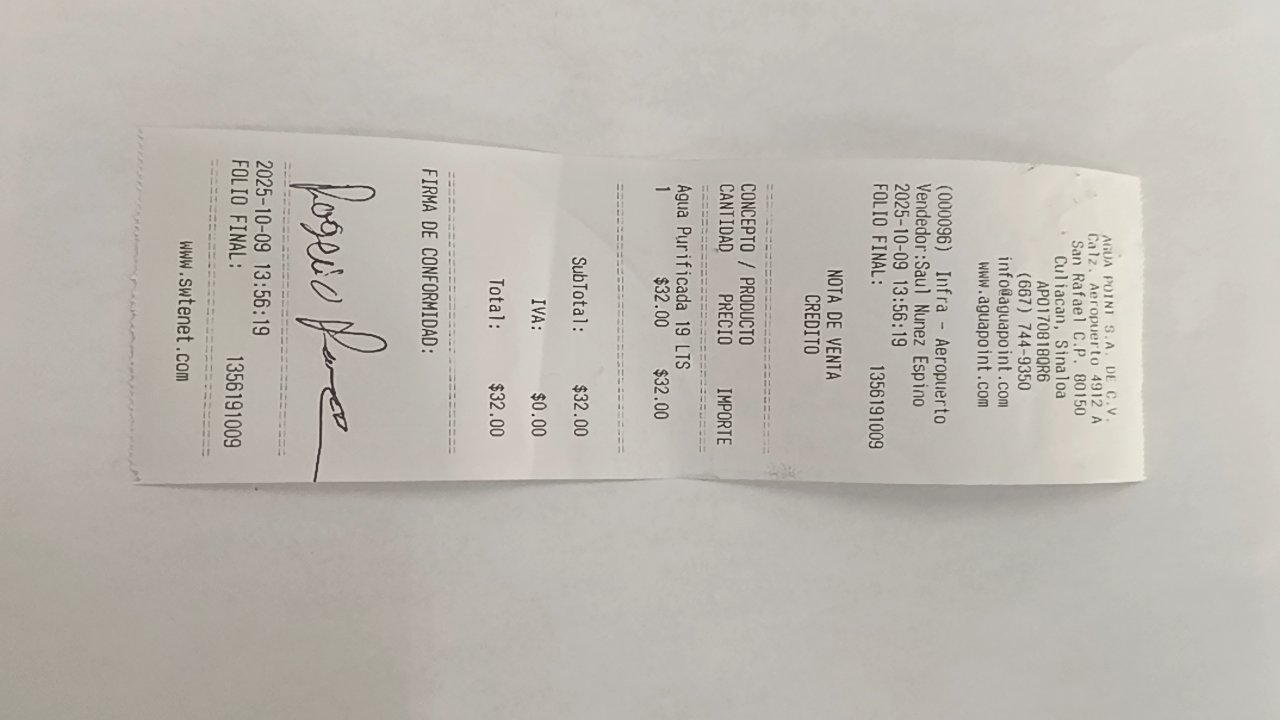 AGUA POINT S.A. DE C.V.
Calz. Aeropuerto 4912 A
San Rafael C.P. 80150
Culiacan, Sinaloa
APO170818QR6
(667) 744-9350
info@aguapoint.com
www.aguapoint.com
(000096) Infra - Aeropuerto
Vendedor:Saul Nunez Espino
2025-10-09 13:56:19
FOLIO FINAL: 1356191009
NOTA DE VENTA
CREDITO
CONCEPTO / PRODUCTO
CANTIDAD PRECIO IMPORTE
Agua Purificada 19 LTS
1 $32.00 $32.00
SubTotal: $32.00
IVA: $0.00
Total: $32.00
FIRMA DE CONFORMIDAD:
Rogelio
2025-10-09 13:56:19
FOLIO FINAL: 1356191009
www.swtenet.com